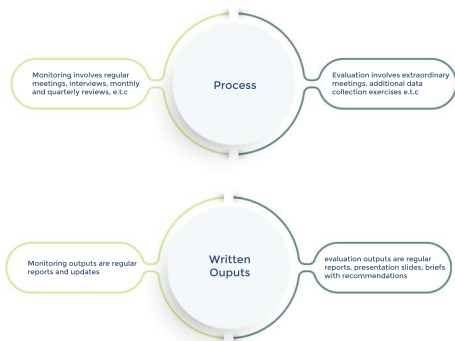 Monitoring involves regular
meetings, interviews, monthly
and quarterly reviews, e.t.c
Process
Evaluation involves extraordinary
meetings, additional data
collection exercises e.t.c
Monitoring outputs are regular
reports and updates
Written
Ouputs
evaluation outputs are regular
reports, presentation slides, briefs
with recommendations